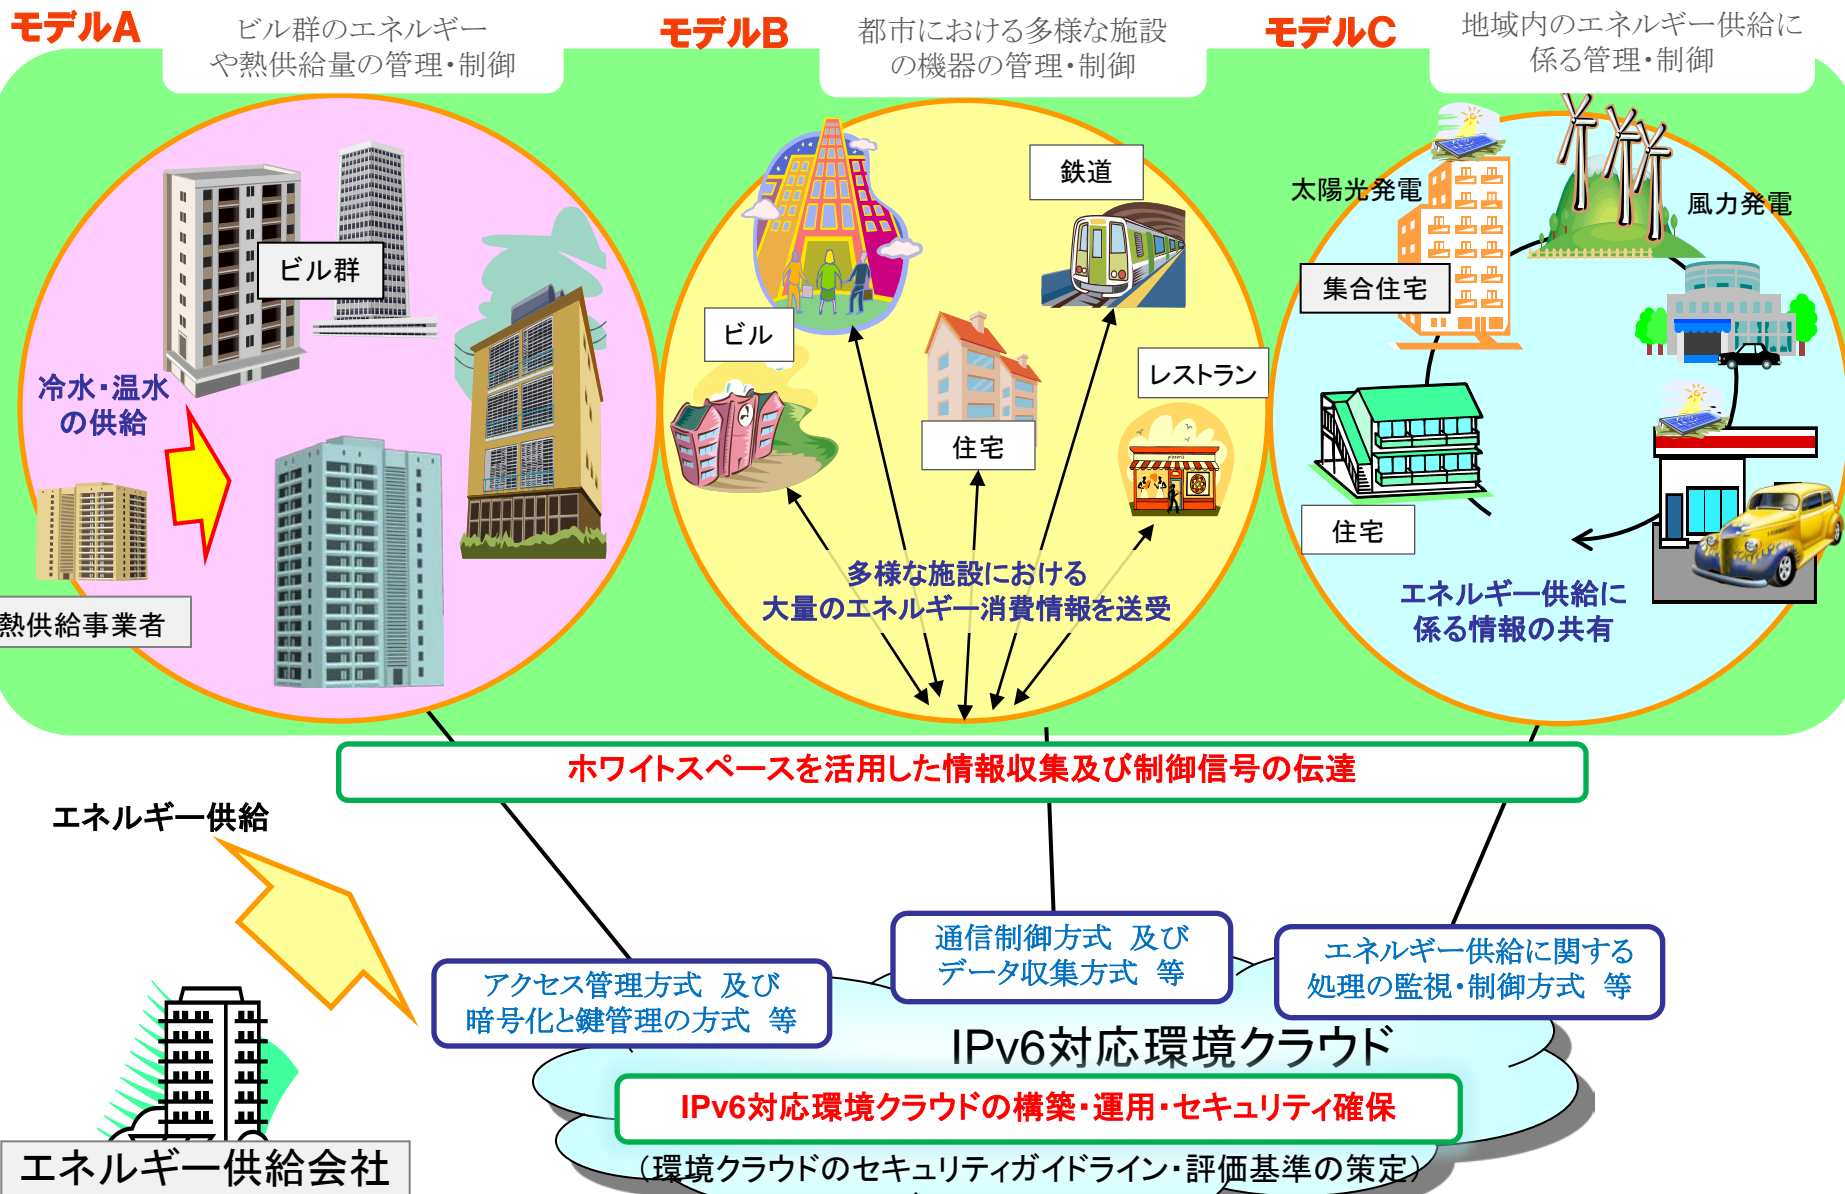 モデルA
ビル群のエネルギー
や熱供給量の管理・制御
モデルB
都市における多様な施設
の機器の管理・制御
モデルC
地域内のエネルギー供給に
係る管理・制御
ビル群
冷水・温水
の供給
熱供給事業者
鉄道
ビル
レストラン
住宅
多様な施設における
大量のエネルギー消費情報を送受
太陽光発電
風力発電
集合住宅
住宅
エネルギー供給に
係る情報の共有
ホワイトスペースを活用した情報収集及び制御信号の伝達
エネルギー供給
アクセス管理方式 及び
暗号化と鍵管理の方式 等
通信制御方式 及び
データ収集方式 等
エネルギー供給に関する
処理の監視・制御方式 等
IPv6対応環境クラウド
IPv6対応環境クラウドの構築・運用・セキュリティ確保
（環境クラウドのセキュリティガイドライン・評価基準の策定）
エネルギー供給会社